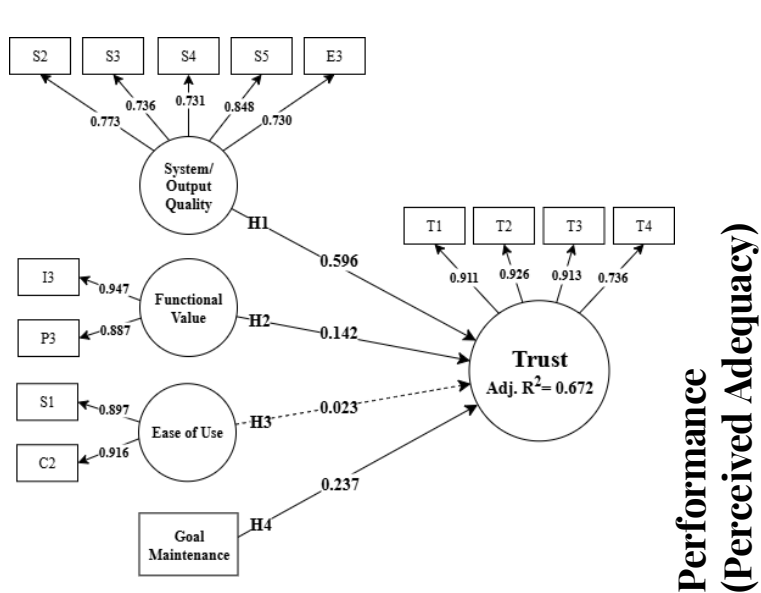 S2
S3
S4
S5
E3
0.773
0.736
0.731
0.848
0.730
System/
Output
Quality
H1
0.596
T1
T2
T3
T4
0.911
0.926
0.913
0.736
I3
0.947
P3
0.887
Functional
Value
H2
0.142
Trust
Adj. R²= 0.672
S1
0.897
C2
0.916
Ease of Use
H3
0.023
Goal
Maintenance
H4
0.237
Performance
(Perceived Adequacy)